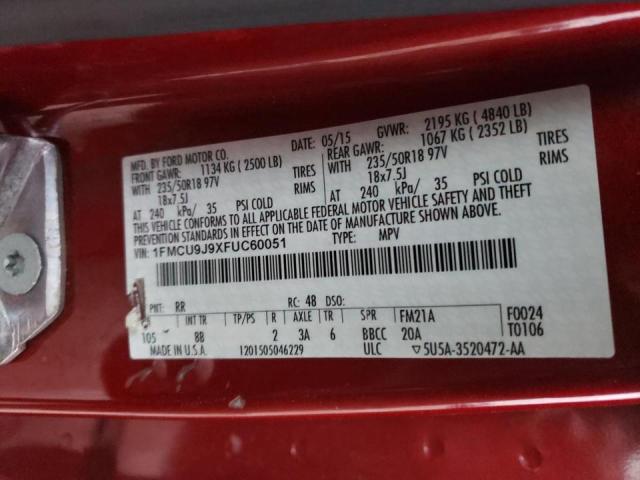 MFD. BY FORD MOTOR CO. DATE: 05/15 GVWR: 2195 KG ( 4840 LB)
FRONT GAWR: 1134 KG ( 2500 LB) REAR GAWR: 1067 KG ( 2352 LB)
WITH 235/50R18 97V TIRES 235/50R18 97V TIRES
18x7.5J RIMS WITH 18x7.5J RIMS
AT 240 kPa/ 35 PSI COLD AT 240 kPa/ 35 PSI COLD
THIS VEHICLE CONFORMS TO ALL APPLICABLE FEDERAL MOTOR VEHICLE SAFETY AND THEFT
PREVENTION STANDARDS IN EFFECT ON THE DATE OF MANUFACTURE SHOWN ABOVE.
VIN: 1FMCU9J9XFUC60051 TYPE: MPV
PNT: RR RC: 48 DSO:
INT TR TP/PS R AXLE TR SPR FM21A F0024
105 8B 2 3A 6 BBCC 20A T0106
MADE IN U.S.A. 1201505046229 ULC ▽5U5A-3520472-AA